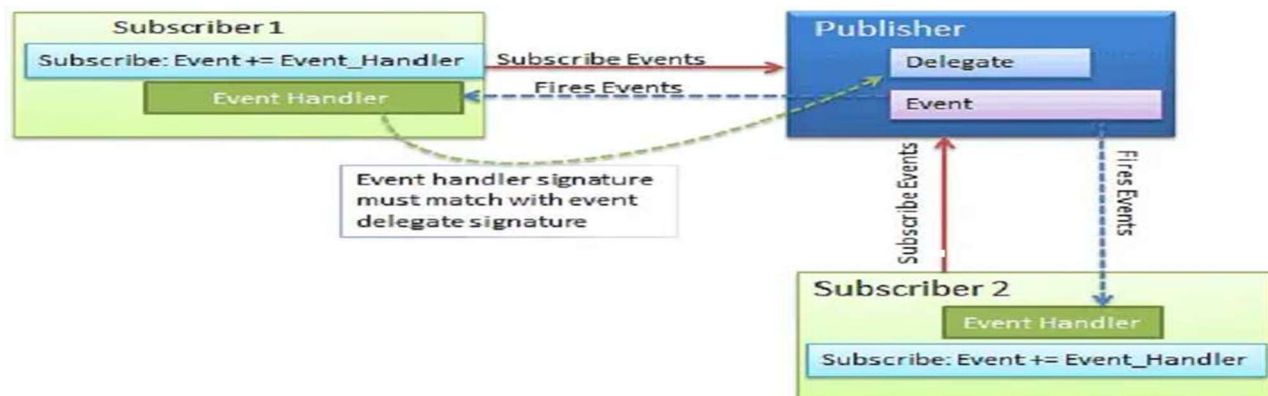 Subscriber 1
Subscribe: Event += Event_Handler
Event Handler
Subscribe Events
Fires Events
Publisher
Delegate
Event
Event handler signature
must match with event
delegate signature
Subscribe Events
Fires Events
Subscriber 2
Event Handler
Subscribe: Event += Event_Handler